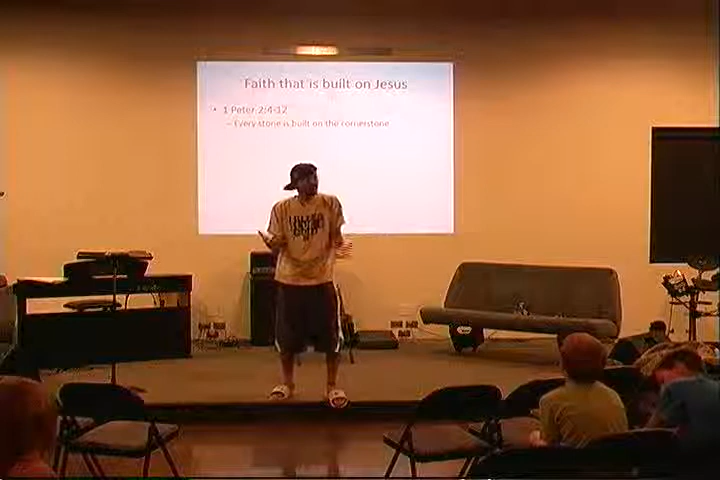 Faith that is built on Jesus
• 1 Peter 2:4-12
– Every stone is built on the cornerstone